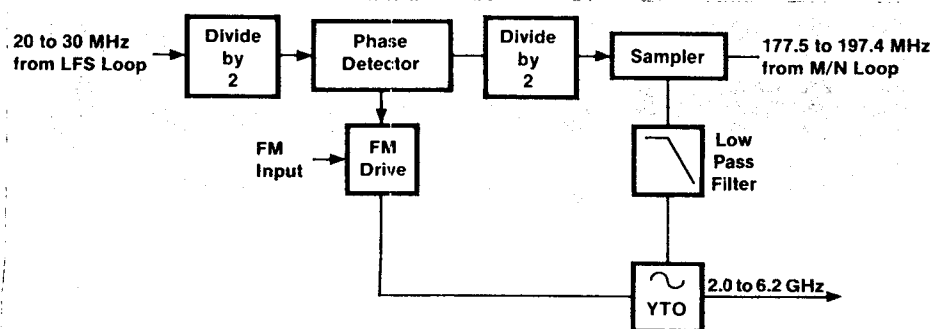 20 to 30 MHz
from LFS Loop
Divide
by
2
Phase
Detector
Divide
by
2
Sampler
177.5 to 197.4 MHz
from M/N Loop
FM
Input
FM
Drive
Low
Pass
Filter
YTO
2.0 to 6.2 GHz